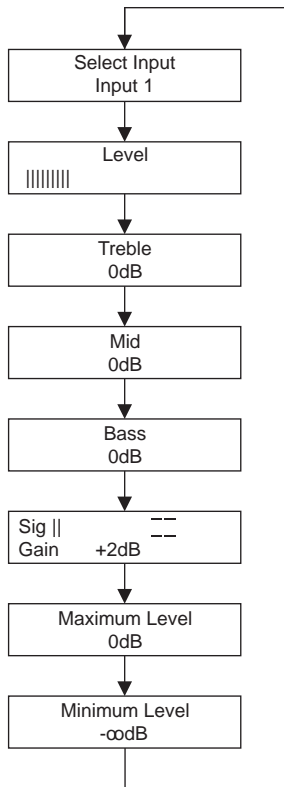 Select Input
Input 1
Level
|||||||||
Treble
0dB
Mid
0dB
Bass
0dB
Sig ||
Gain +2dB
Maximum Level
0dB
Minimum Level
-∞dB